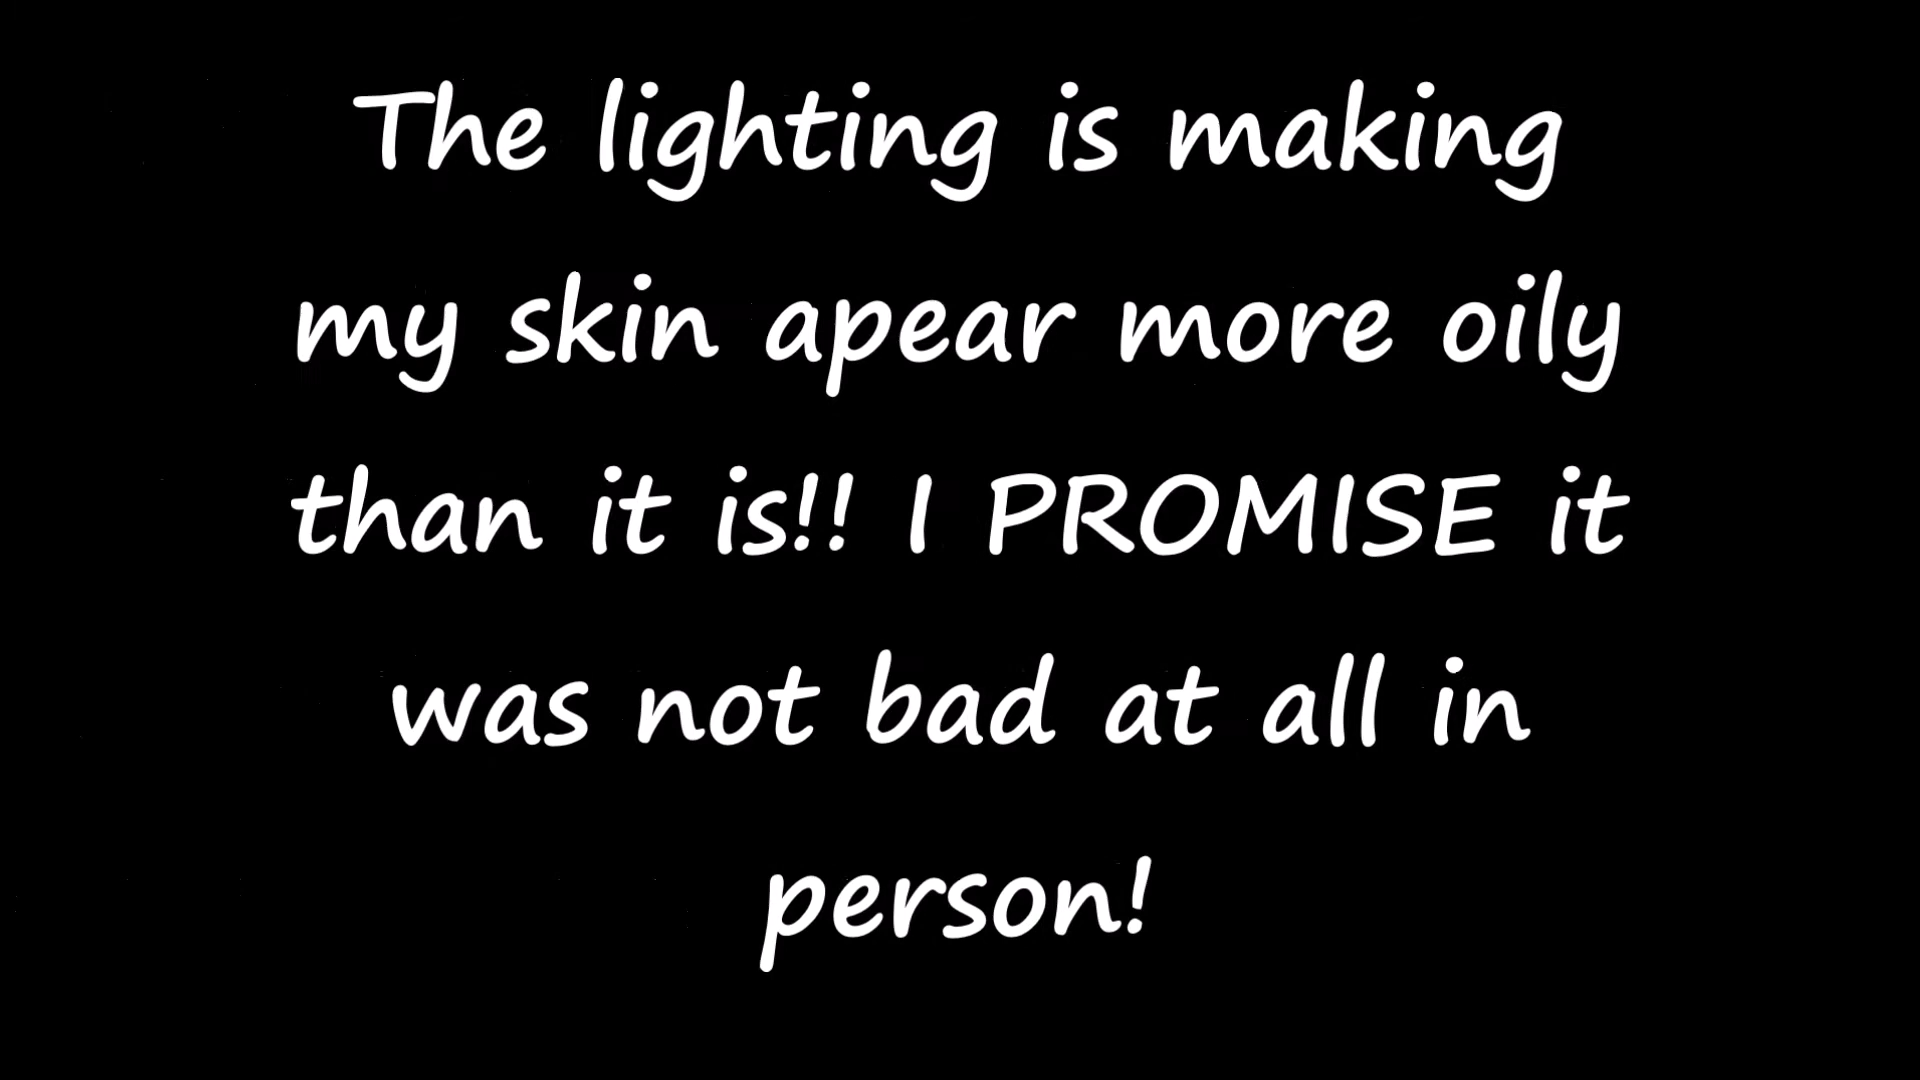 The lighting is making
my skin apear more oily
than it is!! I PROMISE it
was not bad at all in
person!